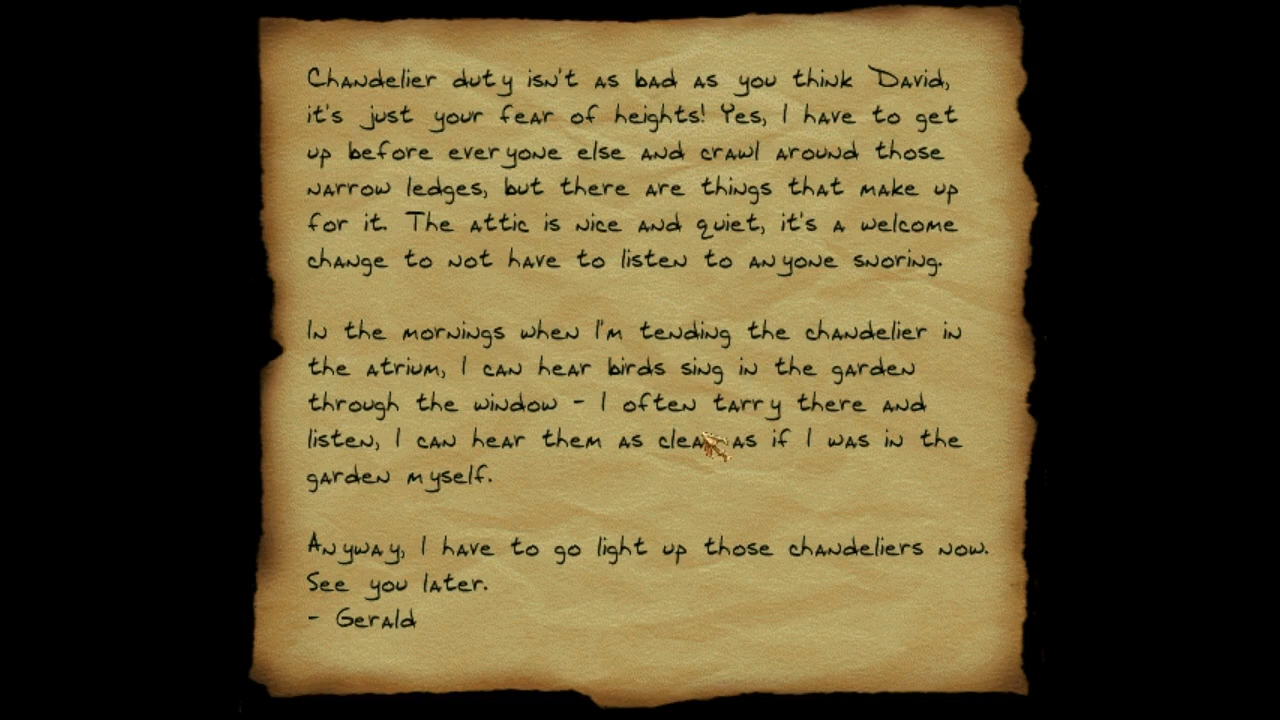 Chandelier duty isn't as bad as you think David,
it's just your fear of heights! Yes, I have to get
up before everyone else and crawl around those
narrow ledges, but there are things that make up
for it. The attic is nice and quiet, it's a welcome
change to not have to listen to anyone snoring.
In the mornings when I'm tending the chandelier in
the atrium, I can hear birds sing in the garden
through the window - I often tarry there and
listen, I can hear them as clear as if I was in the
garden myself.
Anyway, I have to go light up those chandeliers now.
See you later.
- Gerald